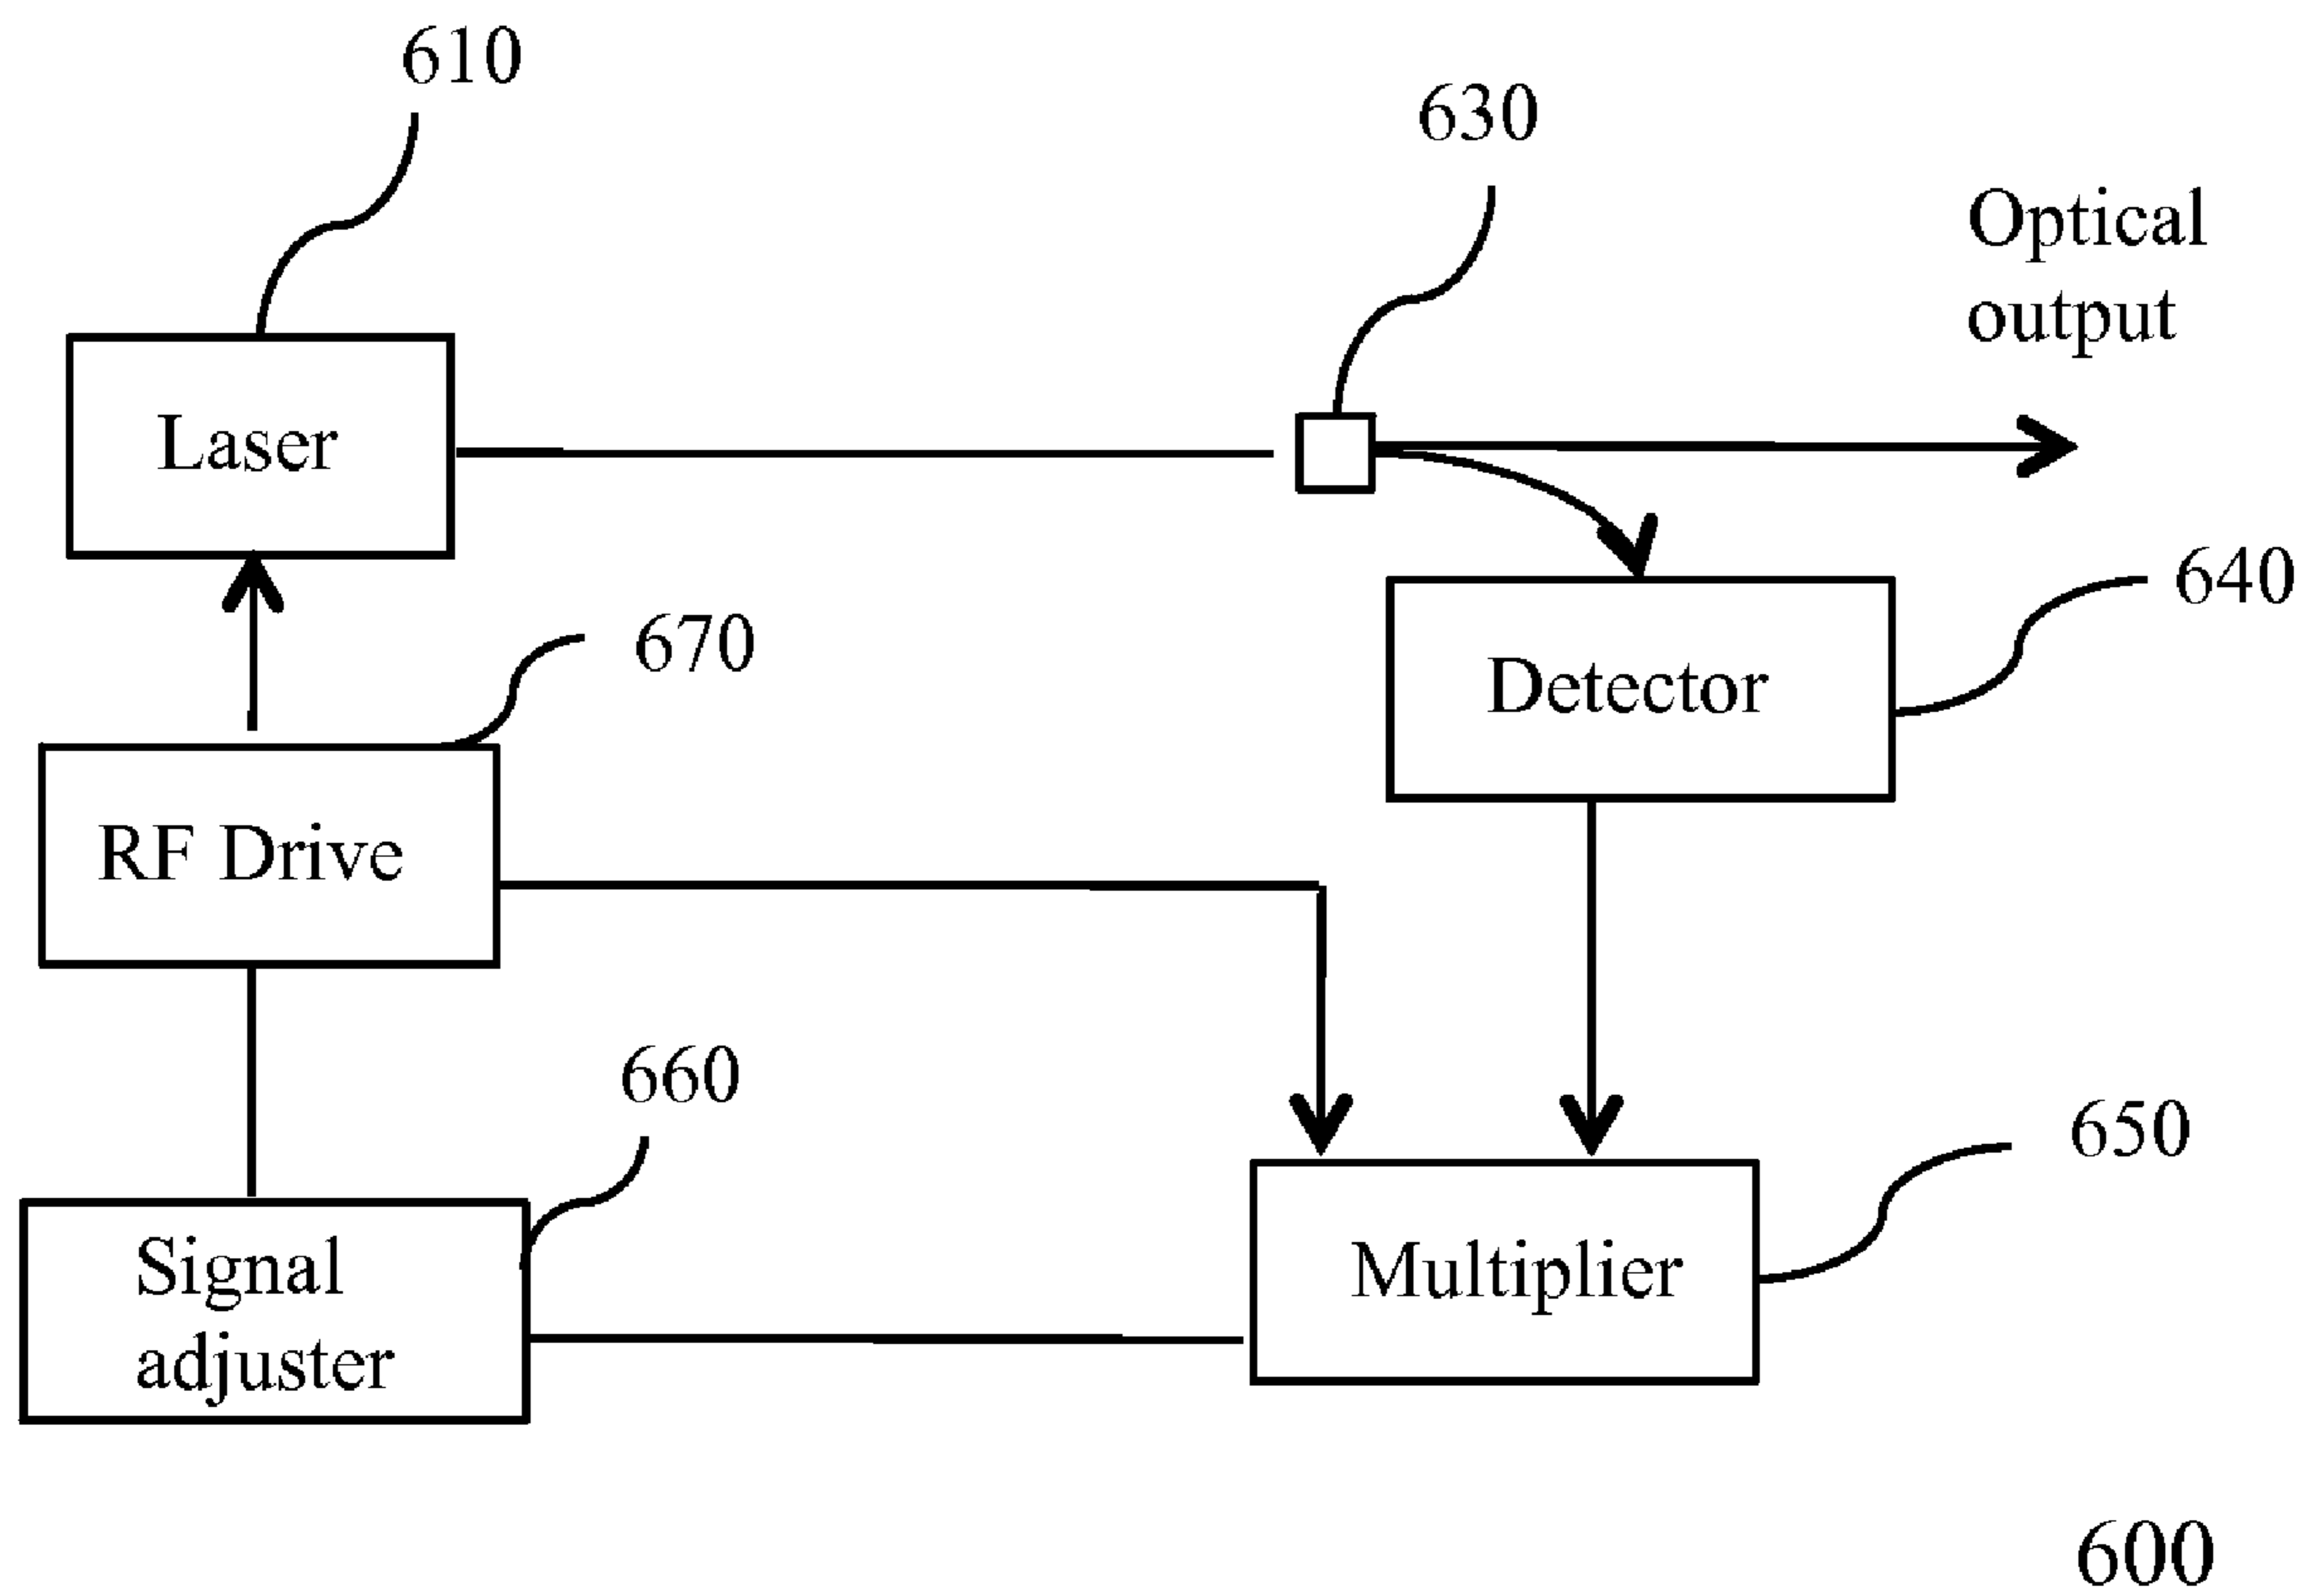 610
630
Optical
output
Laser
640
670
Detector
RF Drive
660
650
Signal
adjuster
Multiplier
600